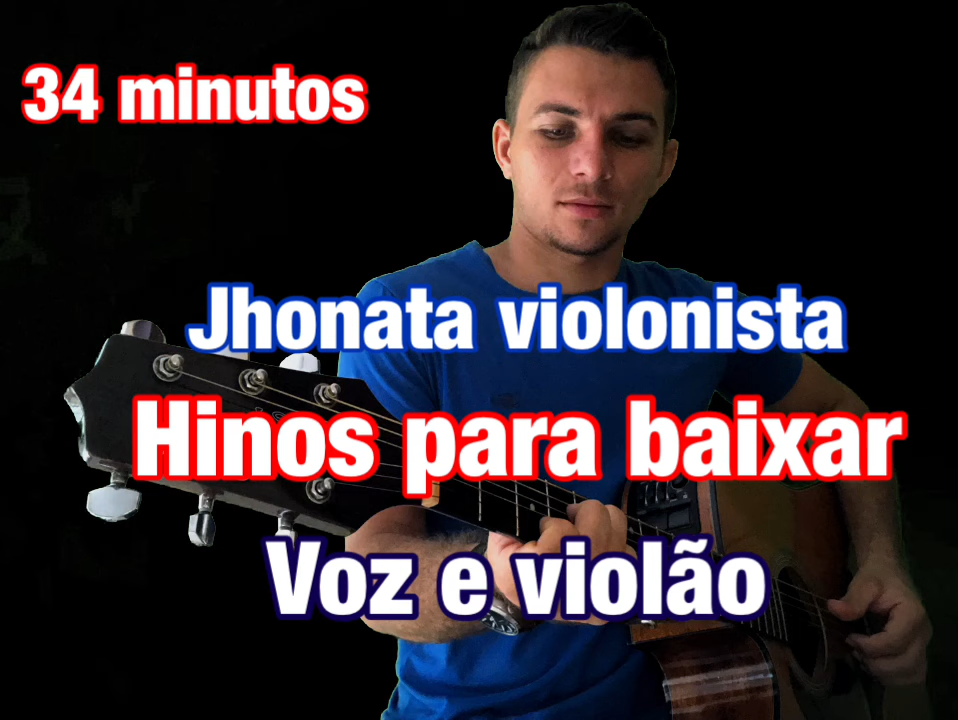 34 minutos
Jhonata violonista
Hinos para baixar
Voz e violão